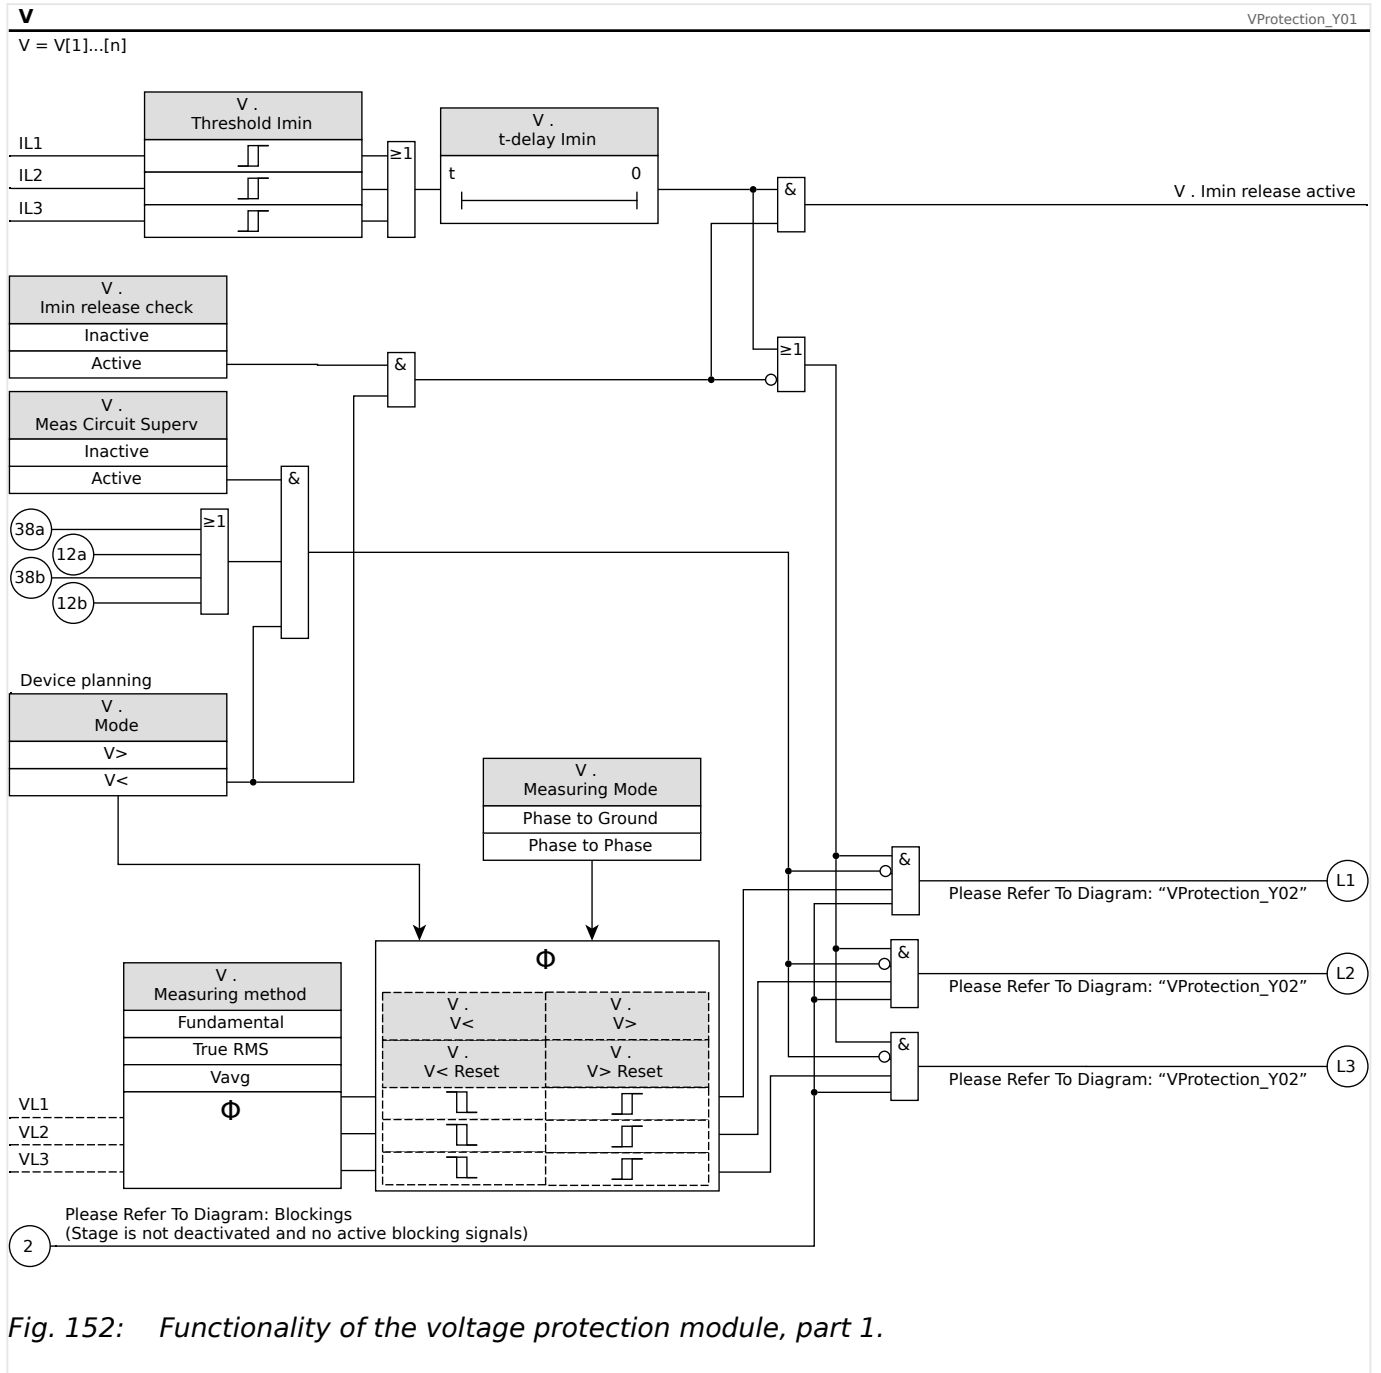 V
VProtection_Y01
V = V[1]...[n]
V .
Threshold Imin
IL1
IL2
IL3
≥1
V .
t-delay Imin
t
0
&
V . Imin release active
V .
Imin release check
Inactive
Active
&
≥1
V .
Meas Circuit Superv
Inactive
Active
&
≥1
38a
12a
38b
12b
Device planning
V .
Mode
V>
V<
V .
Measuring Mode
Phase to Ground
Phase to Phase
&
L1
Please Refer To Diagram: “VProtection_Y02”
&
L2
Please Refer To Diagram: “VProtection_Y02”
&
L3
Please Refer To Diagram: “VProtection_Y02”
V .
Measuring method
Fundamental
True RMS
Vavg
Φ
VL1
VL2
VL3
Φ
V .
V<
V .
V>
V .
V< Reset
V .
V> Reset
Please Refer To Diagram: Blockings
(Stage is not deactivated and no active blocking signals)
2
Fig. 152: Functionality of the voltage protection module, part 1.